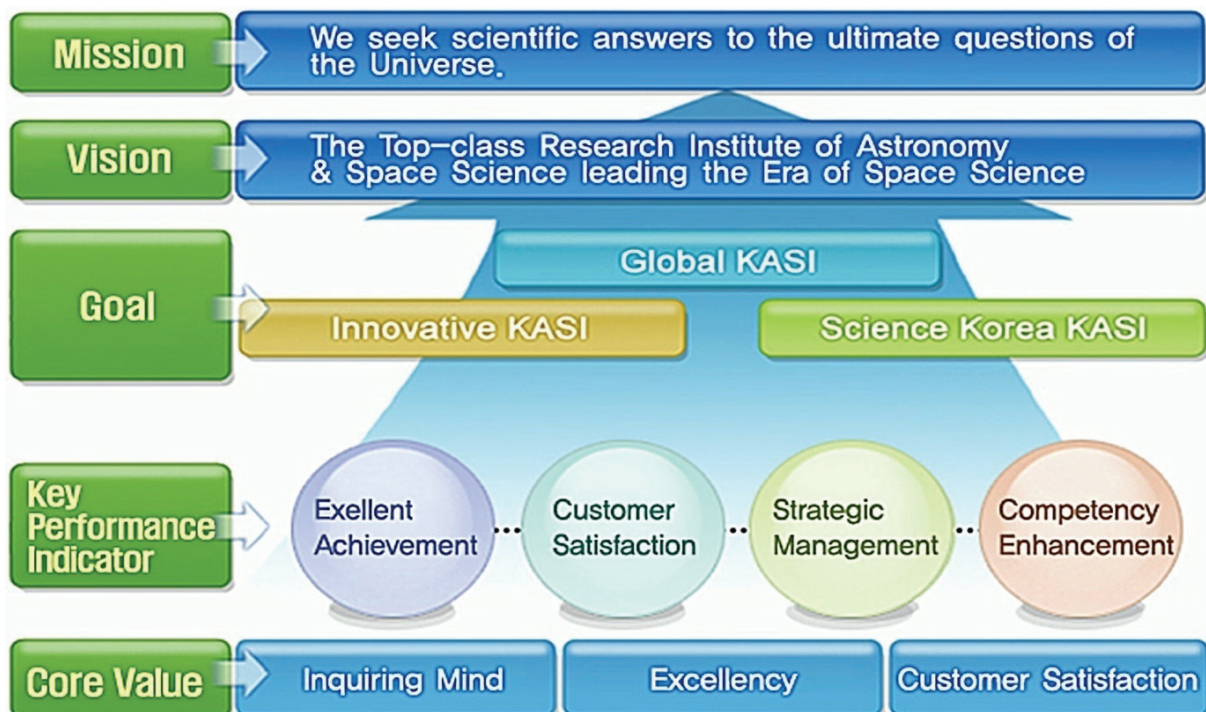 Mission
We seek scientific answers to the ultimate questions of
the Universe.
Vision
The Top-class Research Institute of Astronomy
& Space Science leading the Era of Space Science
Goal
Global KASI
Innovative KASI
Science Korea KASI
Key
Performance
Indicator
Exellent
Achievement
Customer
Satisfaction
Strategic
Management
Competency
Enhancement
Core Value
Inquiring Mind
Excellency
Customer Satisfaction